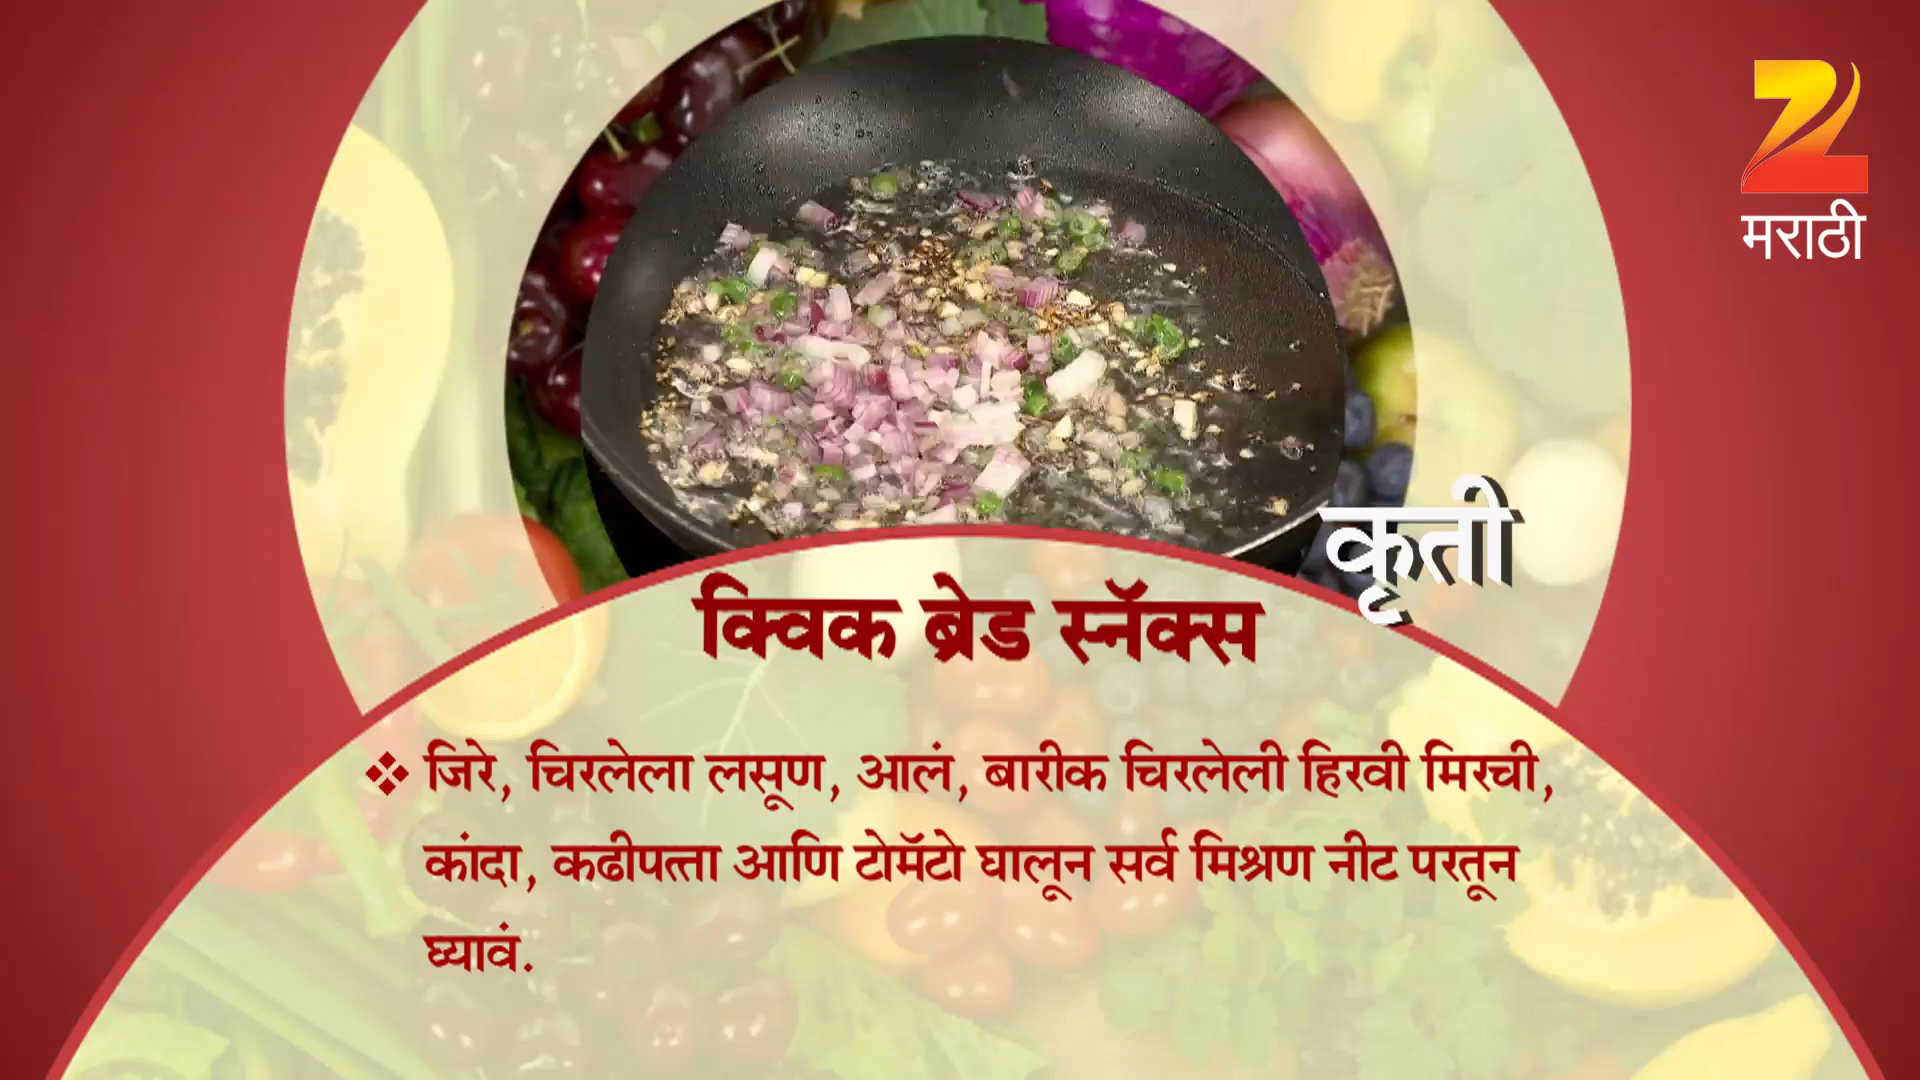 मराठी
कृती
क्विक ब्रेड स्नॅक्स
❖ जिरे, चिरलेला लसूण, आलं, बारीक चिरलेली हिरवी मिरची,
कांदा, कढीपत्ता आणि टोमॅटो घालून सर्व मिश्रण नीट परतून
घ्यावं.